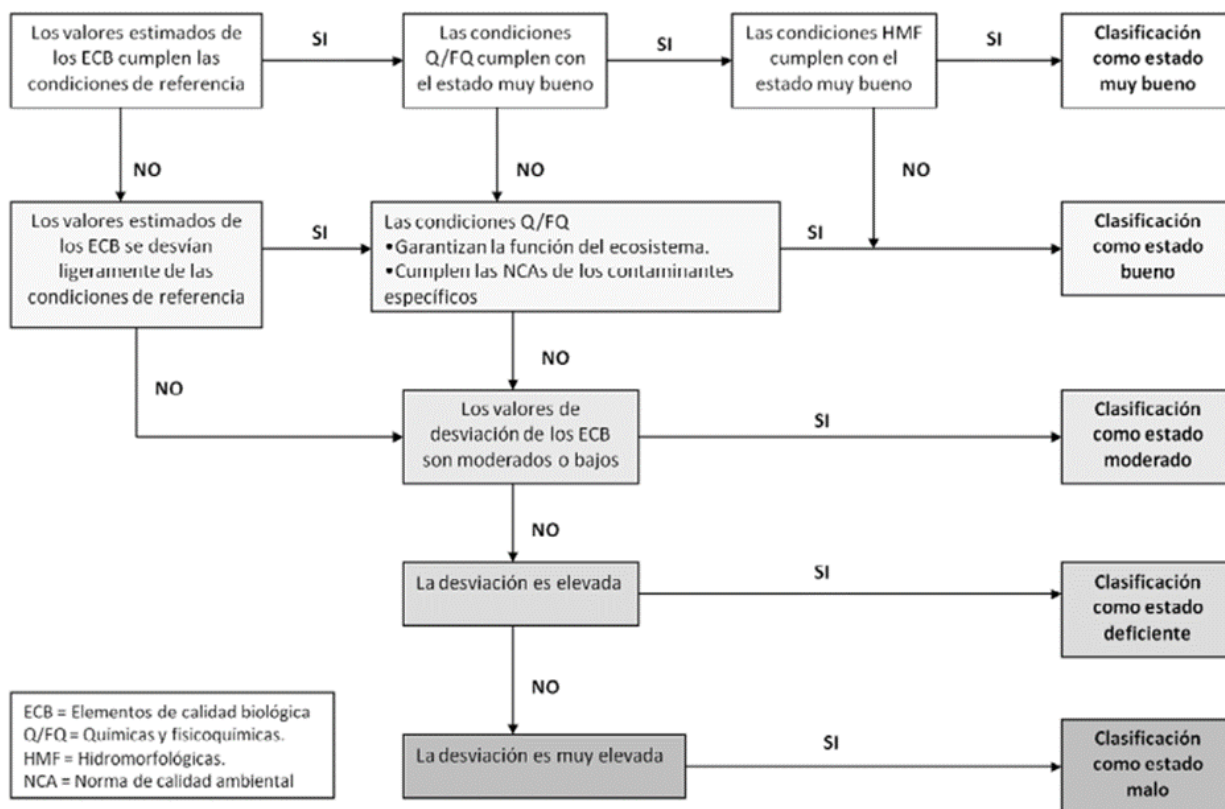 Los valores estimados de
los ECB cumplen las
condiciones de referencia
SI
Las condiciones
Q/FQ cumplen con
el estado muy bueno
SI
Las condiciones HMF
cumplen con el
estado muy bueno
SI
Clasificación
como estado
muy bueno
NO
NO
NO
Los valores estimados de
los ECB se desvían
ligeramente de las
condiciones de referencia
SI
Las condiciones Q/FQ
•Garantizan la función del ecosistema.
•Cumplen las NCAs de los contaminantes
específicos
SI
Clasificación
como estado
bueno
NO
NO
Los valores de
desviación de los ECB
son moderados o bajos
SI
Clasificación
como estado
moderado
NO
La desviación es elevada
SI
Clasificación
como estado
deficiente
NO
La desviación es muy elevada
SI
Clasificación
como estado
malo
ECB = Elementos de calidad biológica
Q/FQ = Químicas y fisicoquímicas.
HMF = Hidromorfológicas.
NCA = Norma de calidad ambiental